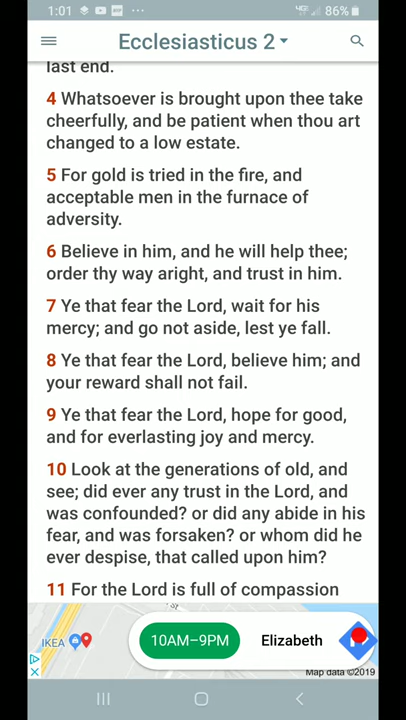 1:01 86%
Ecclesiasticus 2
last end.
4 Whatsoever is brought upon thee take
cheerfully, and be patient when thou art
changed to a low estate.
5 For gold is tried in the fire, and
acceptable men in the furnace of
adversity.
6 Believe in him, and he will help thee;
order thy way aright, and trust in him.
7 Ye that fear the Lord, wait for his
mercy; and go not aside, lest ye fall.
8 Ye that fear the Lord, believe him; and
your reward shall not fail.
9 Ye that fear the Lord, hope for good,
and for everlasting joy and mercy.
10 Look at the generations of old, and
see; did ever any trust in the Lord, and
was confounded? or did any abide in his
fear, and was forsaken? or whom did he
ever despise, that called upon him?
11 For the Lord is full of compassion
IKEA
10AM–9PM Elizabeth
Map data ©2019